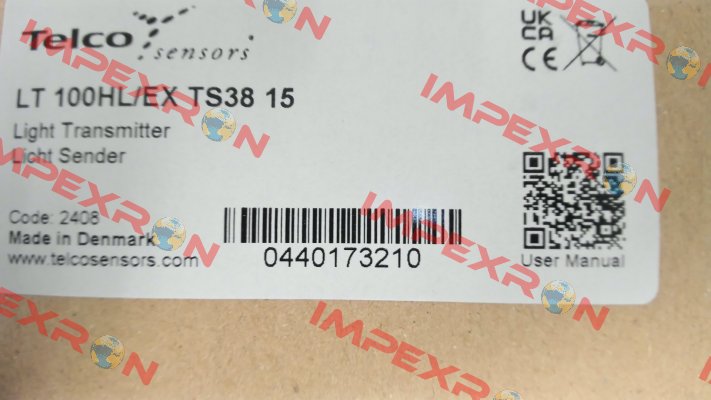 Telco sensors
UK CA CE
LT 100HL/EX TS38 15
Light Transmitter
Licht Sender
Code: 2408
Made in Denmark
www.telcosensors.com
0440173210
User Manual
IMPEXRON
IMPEXRON
IMPEXRON
IMPEXRON
IMPEXRON
IMPEXRON
IMPEXRON